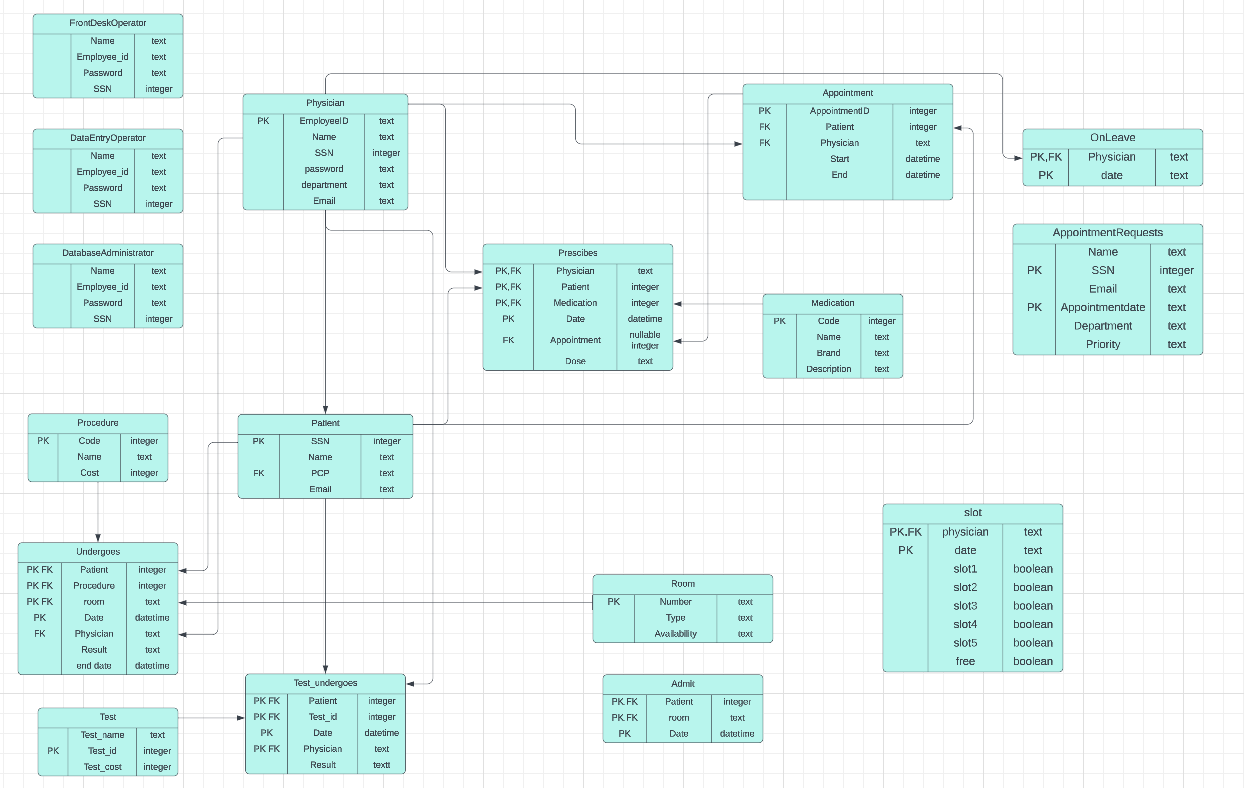 FrontDeskOperator
Name text
Employee_id text
Password text
SSN integer
DataEntryOperator
Name text
Employee_id text
Password text
SSN integer
DatabaseAdministrator
Name text
Employee_id text
Password text
SSN integer
Physician
PK EmployeeID text
Name text
SSN integer
password text
department text
Email text
Appointment
PK AppointmentID integer
FK Patient integer
FK Physician text
Start datetime
End datetime
OnLeave
PK,FK Physician text
PK date text
AppointmentRequests
Name text
PK SSN integer
Email text
PK Appointmentdate text
Department text
Priority text
Prescibes
PK,FK Physician text
PK,FK Patient integer
PK,FK Medication integer
PK Date datetime
FK Appointment nullable integer
Dose text
Medication
PK Code integer
Name text
Brand text
Description text
Procedure
PK Code integer
Name text
Cost integer
Patient
PK SSN integer
Name text
FK PCP text
Email text
Undergoes
PK FK Patient integer
PK FK Procedure integer
PK FK room text
PK Date datetime
FK Physician text
Result text
end date datetime
Room
PK Number text
Type text
Availability text
slot
PK.FK physician text
PK date text
slot1 boolean
slot2 boolean
slot3 boolean
slot4 boolean
slot5 boolean
free boolean
Test_undergoes
PK FK Patient integer
PK FK Test_id integer
PK Date datetime
PK FK Physician text
Result textt
Admit
PK.FK Patient integer
PK.FK room text
PK Date datetime
Test
Test_name text
PK Test_id integer
Test_cost integer